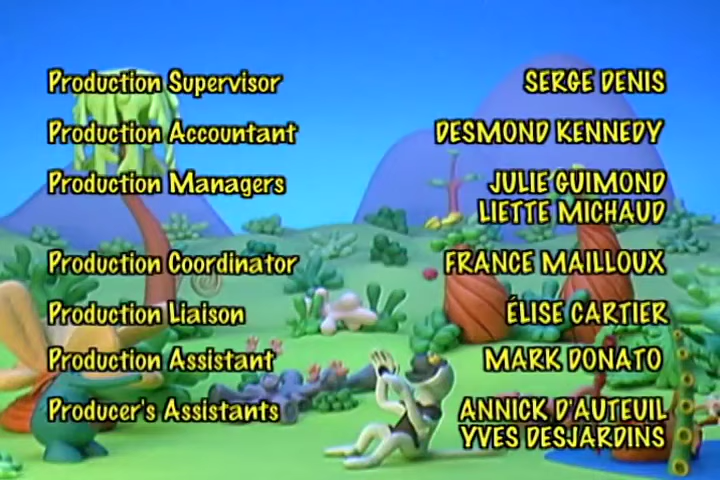 Production Supervisor SERGE DENIS
Production Accountant DESMOND KENNEDY
Production Managers JULIE GUIMOND
LIETTE MICHAUD
Production Coordinator FRANCE MAILLOUX
Production Liaison ÉLISE CARTIER
Production Assistant MARK DONATO
Producer's Assistants ANNICK D'AUTEUIL
YVES DESJARDINS